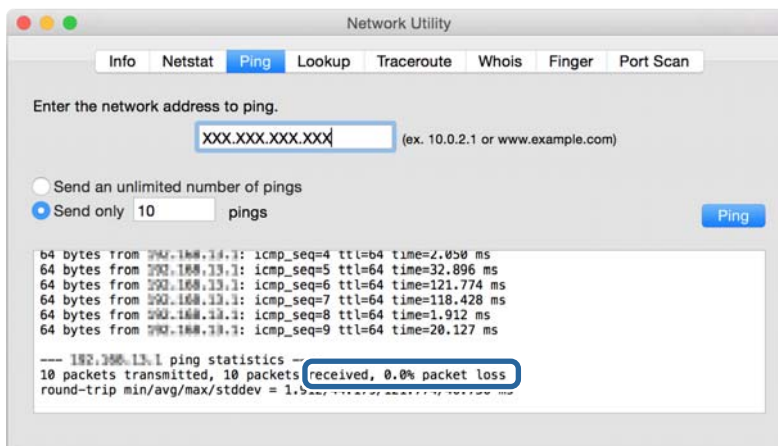 Network Utility
Info Netstat Ping Lookup Traceroute Whois Finger Port Scan
Enter the network address to ping.
XXX.XXX.XXX.XXX (ex. 10.0.2.1 or www.example.com)
Send an unlimited number of pings
Send only 10 pings
Ping
64 bytes from icmp_seq=4 ttl=64 time=2.050 ms
64 bytes from icmp_seq=5 ttl=64 time=32.896 ms
64 bytes from icmp_seq=6 ttl=64 time=121.774 ms
64 bytes from icmp_seq=7 ttl=64 time=118.428 ms
64 bytes from icmp_seq=8 ttl=64 time=1.912 ms
64 bytes from icmp_seq=9 ttl=64 time=20.127 ms
--- ping statistics --
10 packets transmitted, 10 packets received, 0.0% packet loss
round-trip min/avg/max/stddev = ms